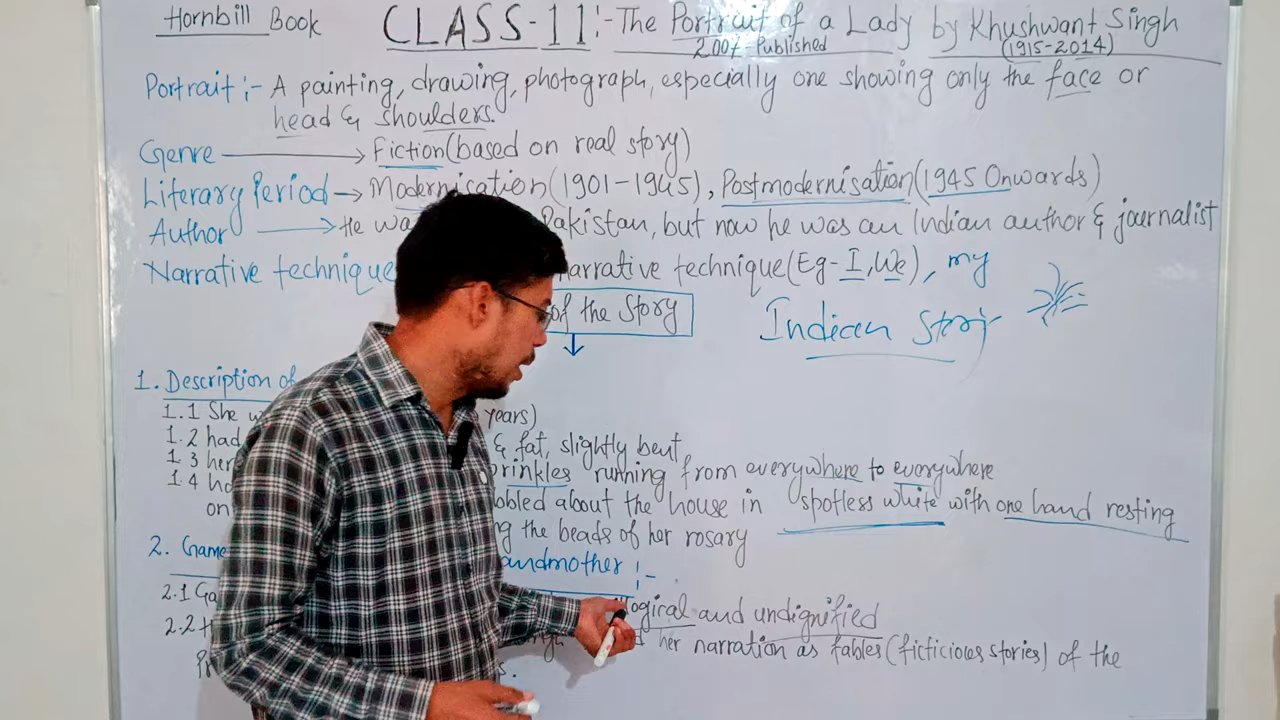 Hornbill Book CLASS-11:- The Portrait of a Lady by Khushwant Singh
2007-Published (1915-2014)
Portrait:- A painting, drawing, photograph, especially one showing only the face or
head & shoulders.
Genre → Fiction(based on real story)
Literary Period → Modernisation(1901-1945), Postmodernisation(1945 Onwards)
Author → He wa Pakistan, but now he was an Indian author & journalist
Narrative technique narrative technique(Eg-I,We), my
of the Story Indian Story
1. Description of
1.1 She w years)
1.2 had & fat, slightly bent
1.3 her wrinkles running from everywhere to everywhere
1.4 ho hobbled about the house in spotless white with one hand resting
on the beads of her rosary
2. Game andmother :-
2.1 Ga logical and undignified
2.2 her narration as fables(ficticious stories) of the